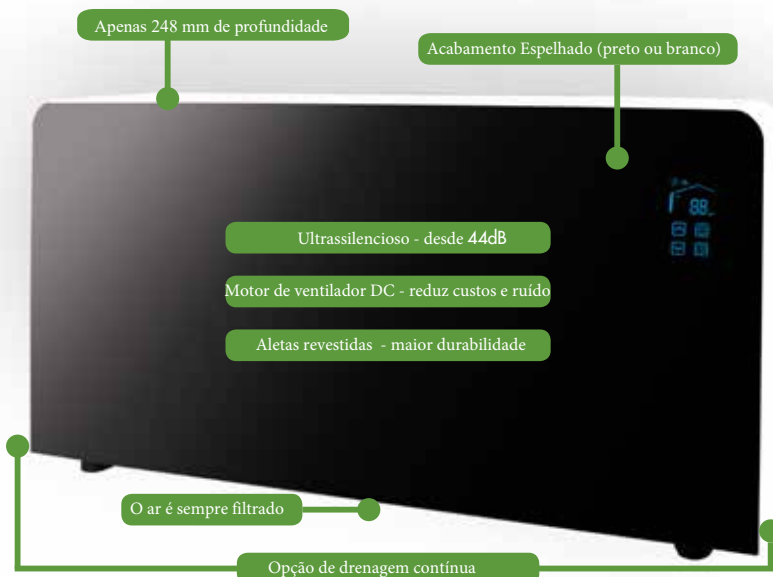 Apenas 248 mm de profundidade
Acabamento Espelhado (preto ou branco)
88
Ultrassilencioso - desde 44dB
Motor de ventilador DC - reduz custos e ruído
Aletas revestidas - maior durabilidade
O ar é sempre filtrado
Opção de drenagem contínua